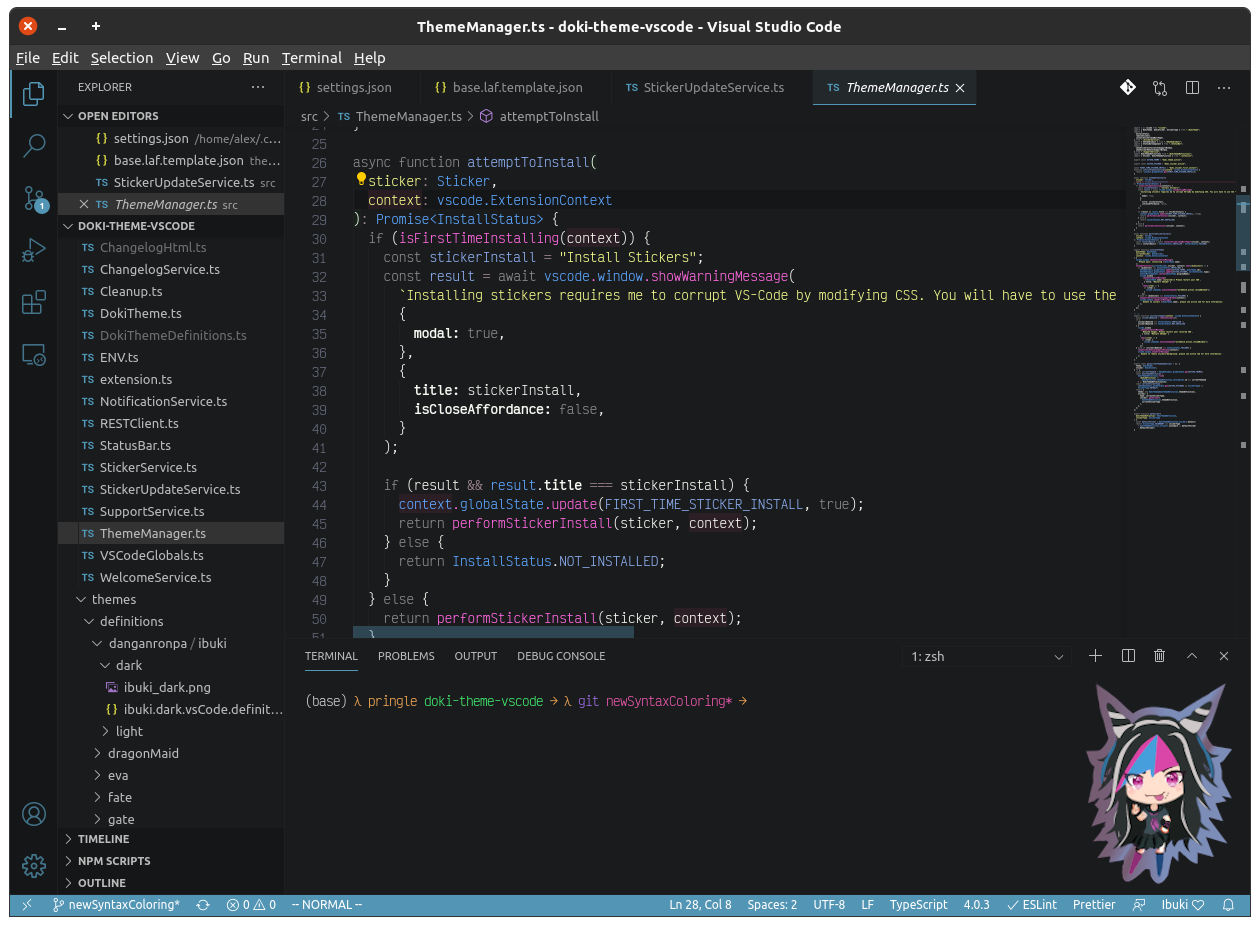 ThemeManager.ts - doki-theme-vscode - Visual Studio Code
File Edit Selection View Go Run Terminal Help
EXPLORER
OPEN EDITORS
{} settings.json /home/alex/.c...
{} base.laf.template.json the...
TS StickerUpdateService.ts src
TS ThemeManager.ts src
DOKI-THEME-VSCODE
TS ChangelogHtml.ts
TS ChangelogService.ts
TS Cleanup.ts
TS DokiTheme.ts
TS DokiThemeDefinitions.ts
TS ENV.ts
TS extension.ts
TS NotificationService.ts
TS RESTClient.ts
TS StatusBar.ts
TS StickerService.ts
TS StickerUpdateService.ts
TS SupportService.ts
TS ThemeManager.ts
TS VSCodeGlobals.ts
TS WelcomeService.ts
themes
definitions
danganronpa / ibuki
dark
ibuki_dark.png
{} ibuki.dark.vsCode.definit...
light
dragonMaid
eva
fate
gate
TIMELINE
NPM SCRIPTS
OUTLINE
1
{} settings.json
{} base.laf.template.json
TS StickerUpdateService.ts
TS ThemeManager.ts
src > TS ThemeManager.ts > attemptToInstall
25
26 async function attemptToInstall(
27 sticker: Sticker,
28 context: vscode.ExtensionContext
29 ): Promise<InstallStatus> {
30 if (isFirstTimeInstalling(context)) {
31 const stickerInstall = "Install Stickers";
32 const result = await vscode.window.showWarningMessage(
33 `Installing stickers requires me to corrupt VS-Code by modifying CSS. You will have to use the
34 {
35 modal: true,
36 },
37 {
38 title: stickerInstall,
39 isCloseAffordance: false,
40 }
41 );
42
43 if (result && result.title === stickerInstall) {
44 context.globalState.update(FIRST_TIME_STICKER_INSTALL, true);
45 return performStickerInstall(sticker, context);
46 } else {
47 return InstallStatus.NOT_INSTALLED;
48 }
49 } else {
50 return performStickerInstall(sticker, context);
51 }
TERMINAL PROBLEMS OUTPUT DEBUG CONSOLE
1: zsh
(base) λ pringle doki-theme-vscode → λ git newSyntaxColoring* →
newSyntaxColoring* 0 0 -- NORMAL -- Ln 28, Col 8 Spaces: 2 UTF-8 LF TypeScript 4.0.3 ESLint Prettier Ibuki ♡